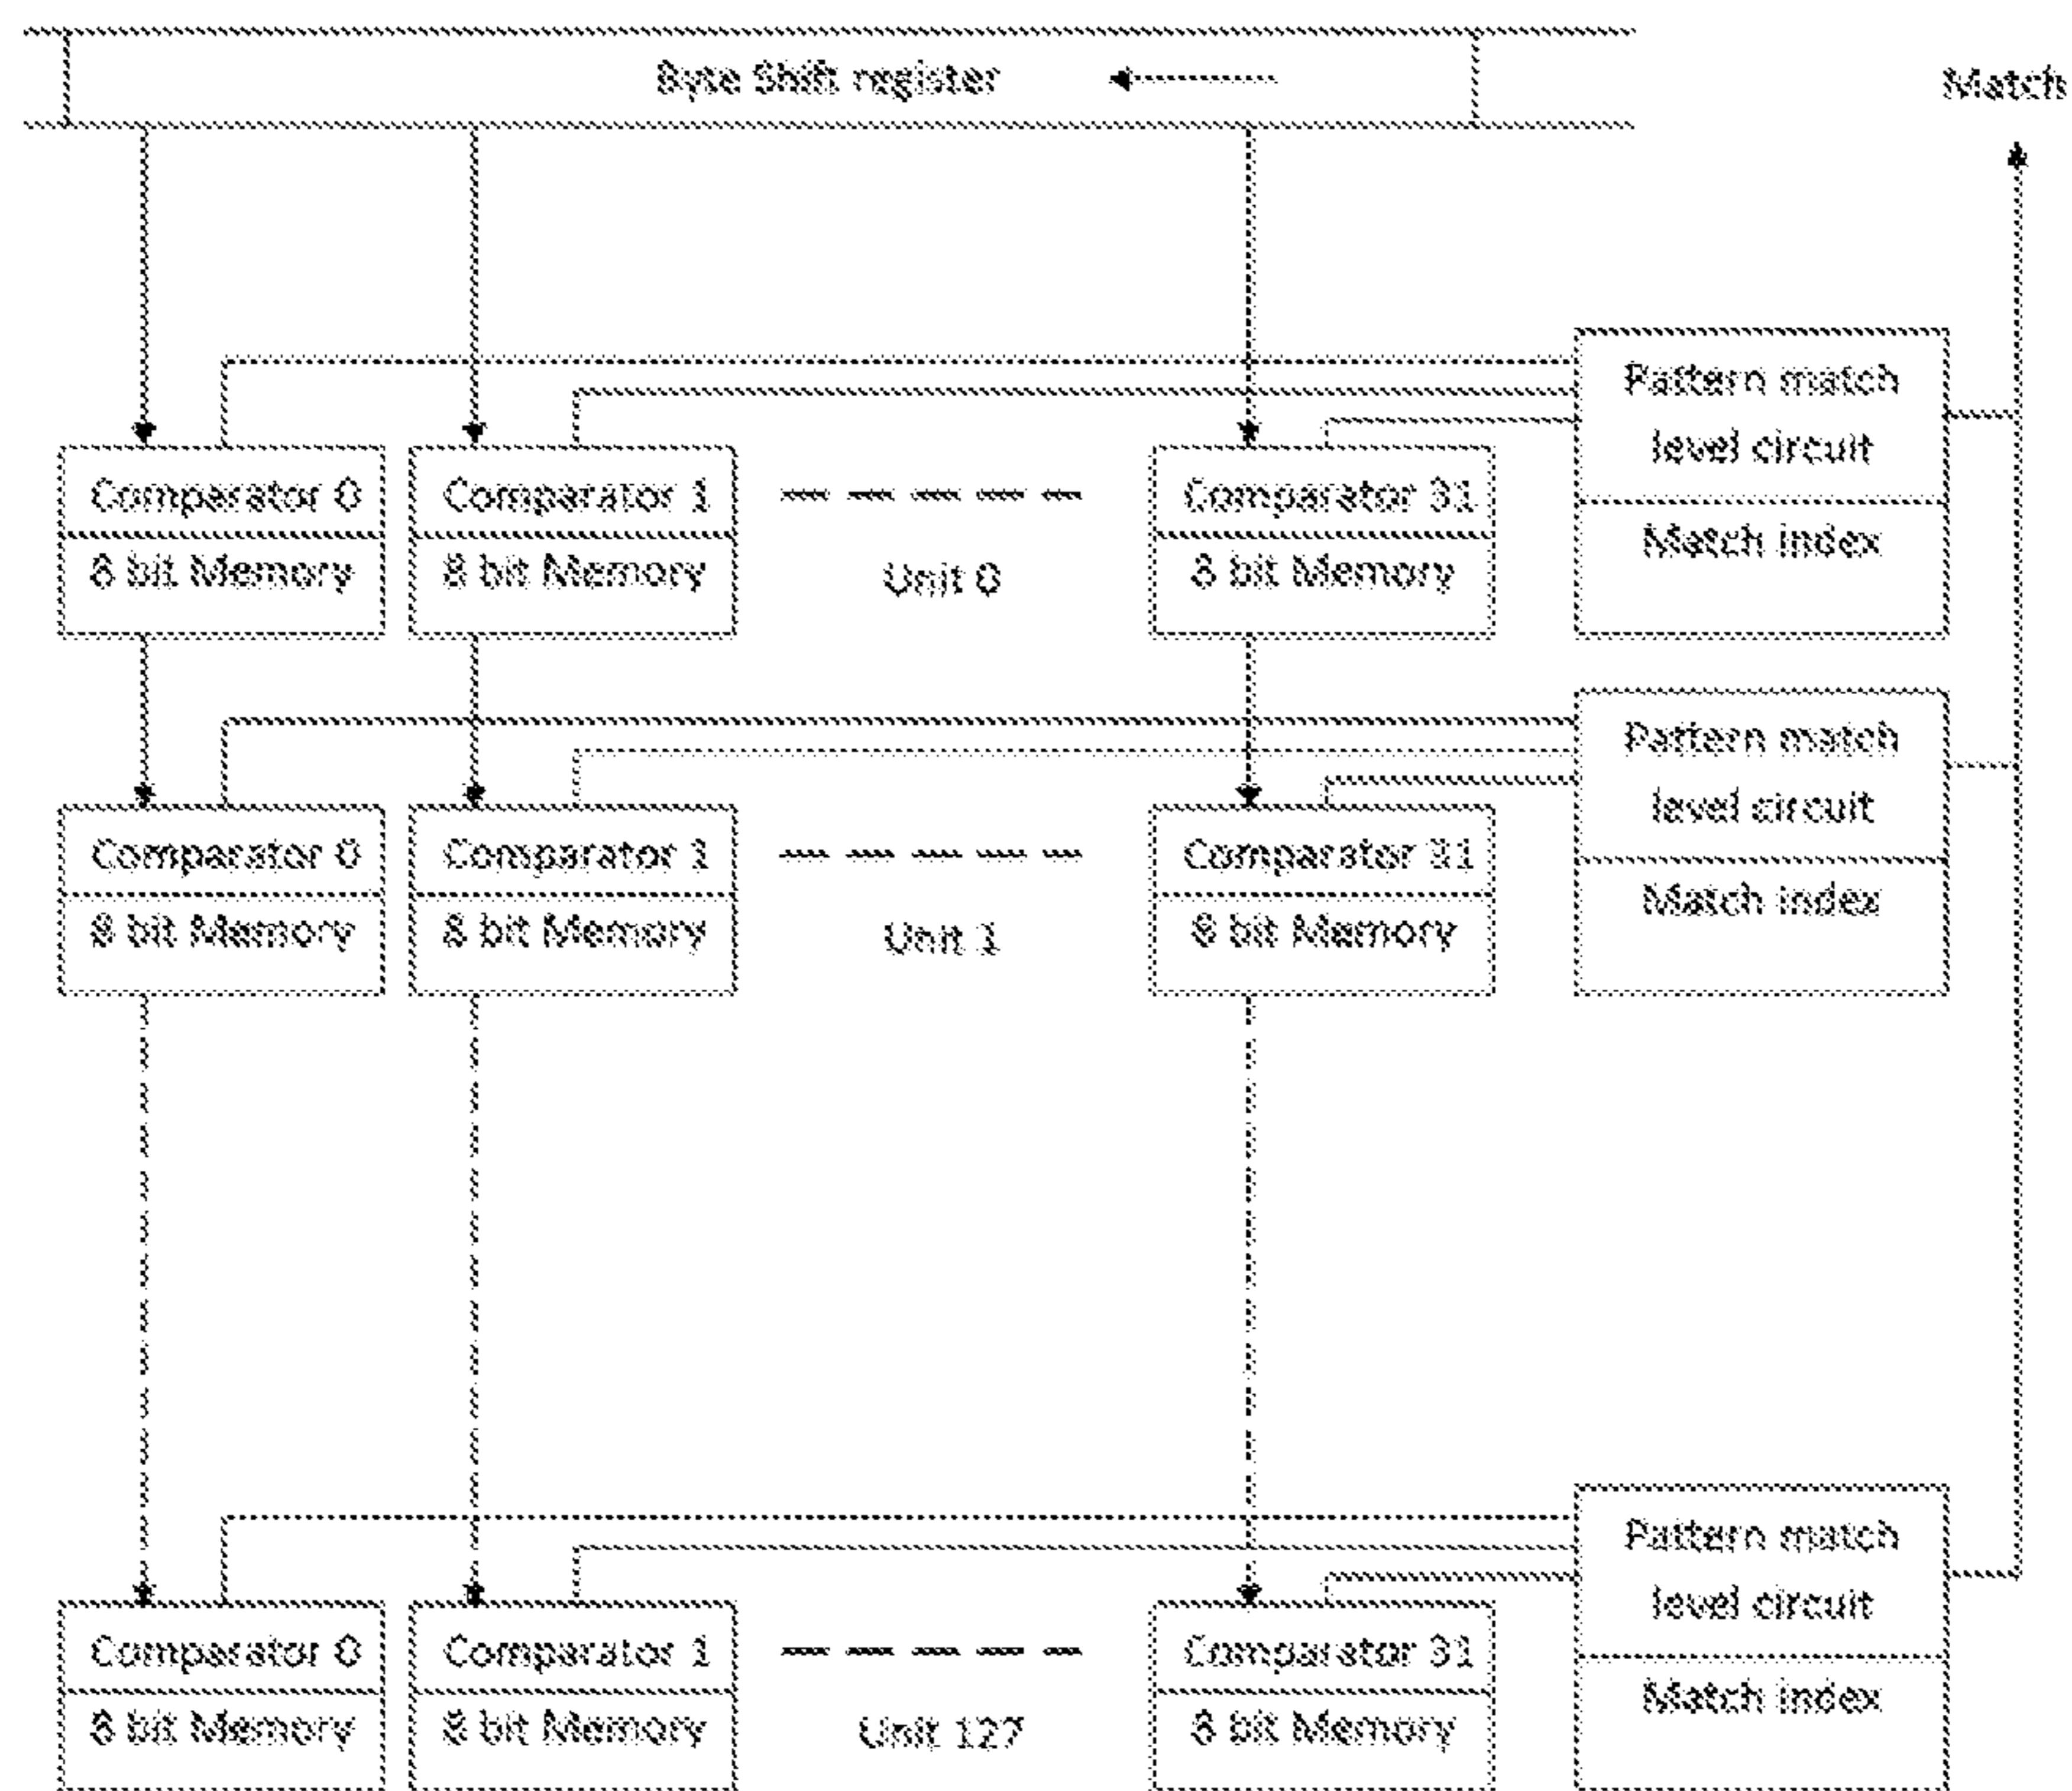 Byte Shift register
Match
Pattern match
level circuit
Match index
Comparator 0
8 bit Memory
Comparator 1
8 bit Memory
Unit 0
Comparator 31
8 bit Memory
Pattern match
level circuit
Match index
Comparator 0
8 bit Memory
Comparator 1
8 bit Memory
Unit 1
Comparator 31
8 bit Memory
Pattern match
level circuit
Match index
Comparator 0
8 bit Memory
Comparator 1
8 bit Memory
Unit 127
Comparator 31
8 bit Memory